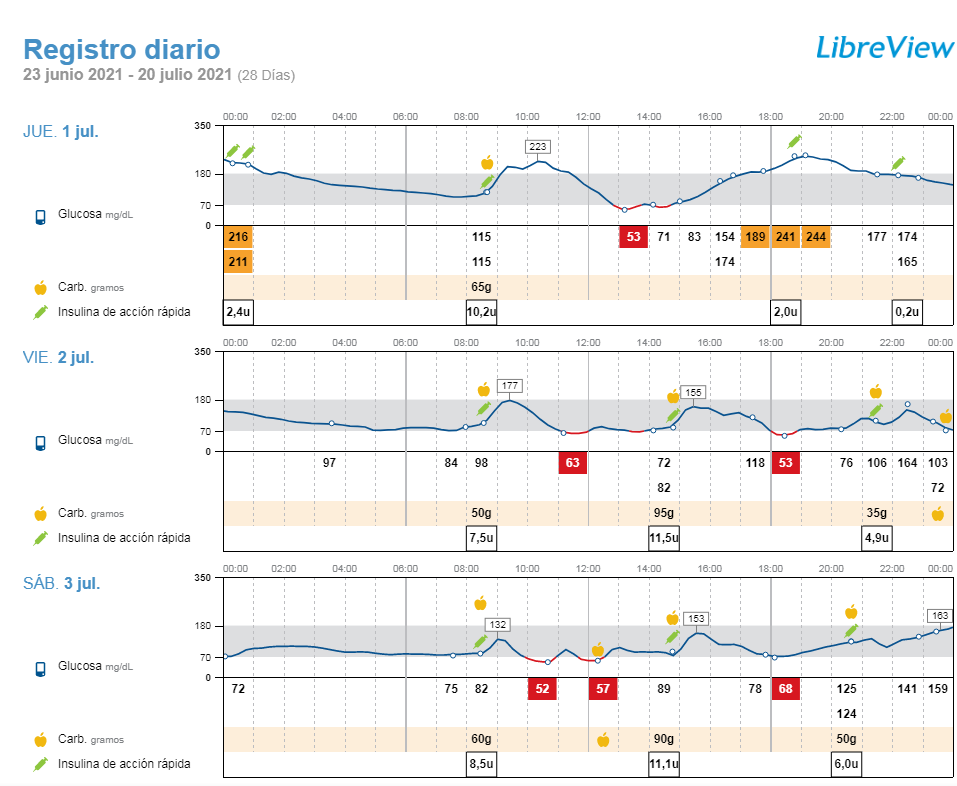 Registro diario
LibreView
23 junio 2021 - 20 julio 2021 (28 Días)
JUE. 1 jul.
00:00 02:00 04:00 06:00 08:00 10:00 12:00 14:00 16:00 18:00 20:00 22:00 00:00
350
223
180
70
0
Glucosa mg/dL
216 115 53 71 83 154 189 241 244 177 174
211 115 174 165
Carb. gramos
65g
Insulina de acción rápida
2,4u 10,2u 2,0u 0,2u
VIE. 2 jul.
00:00 02:00 04:00 06:00 08:00 10:00 12:00 14:00 16:00 18:00 20:00 22:00 00:00
350
177 155
180
70
0
Glucosa mg/dL
97 84 98 63 72 118 53 76 106 164 103
82 72
Carb. gramos
50g 95g 35g
Insulina de acción rápida
7,5u 11,5u 4,9u
SÁB. 3 jul.
00:00 02:00 04:00 06:00 08:00 10:00 12:00 14:00 16:00 18:00 20:00 22:00 00:00
350
132 153 163
180
70
0
Glucosa mg/dL
72 75 82 52 57 89 78 68 125 141 159
124
Carb. gramos
60g 90g 50g
Insulina de acción rápida
8,5u 11,1u 6,0u